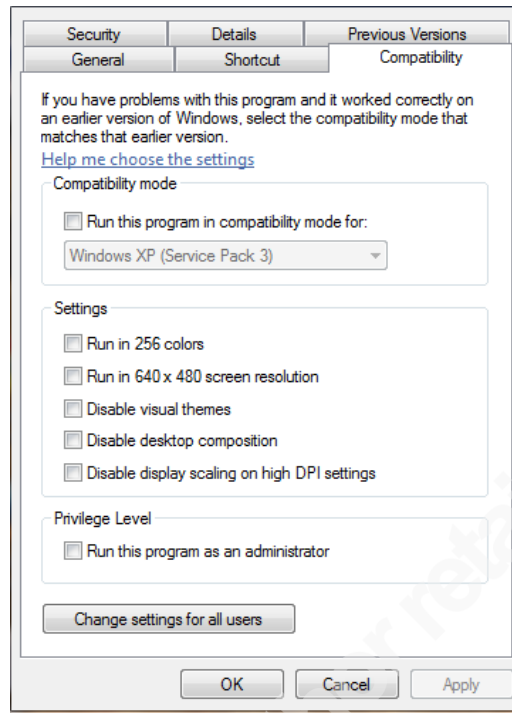 Security Details Previous Versions
General Shortcut Compatibility
If you have problems with this program and it worked correctly on
an earlier version of Windows, select the compatibility mode that
matches that earlier version.
Help me choose the settings
Compatibility mode
Run this program in compatibility mode for:
Windows XP (Service Pack 3)
Settings
Run in 256 colors
Run in 640 x 480 screen resolution
Disable visual themes
Disable desktop composition
Disable display scaling on high DPI settings
Privilege Level
Run this program as an administrator
Change settings for all users
OK Cancel Apply